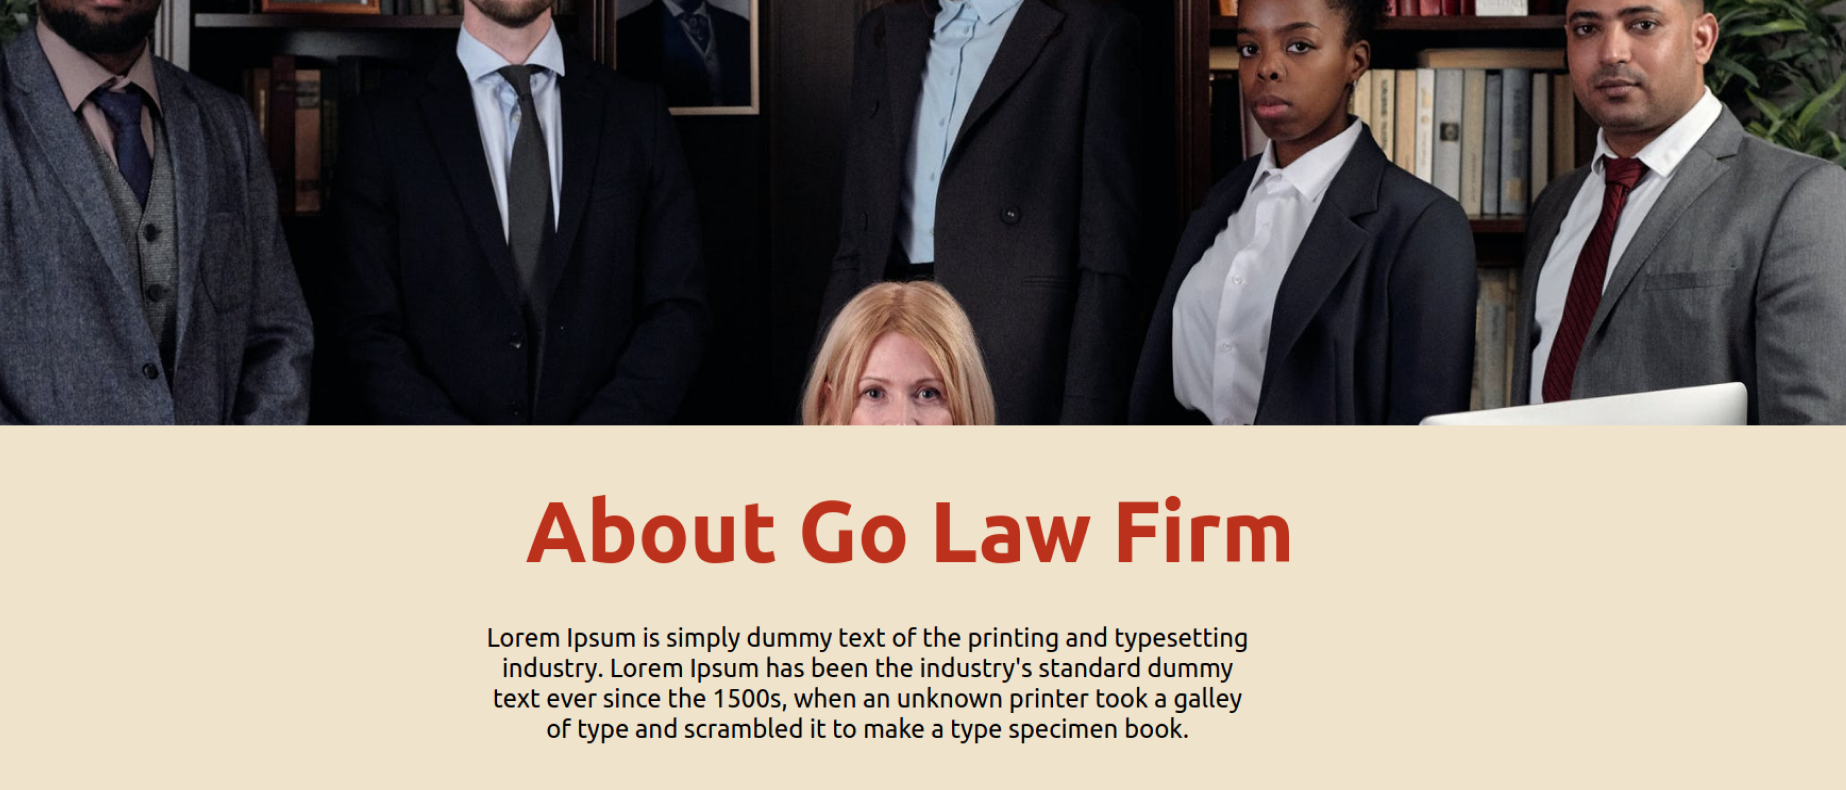 About Go Law Firm
Lorem Ipsum is simply dummy text of the printing and typesetting
industry. Lorem Ipsum has been the industry's standard dummy
text ever since the 1500s, when an unknown printer took a galley
of type and scrambled it to make a type specimen book.